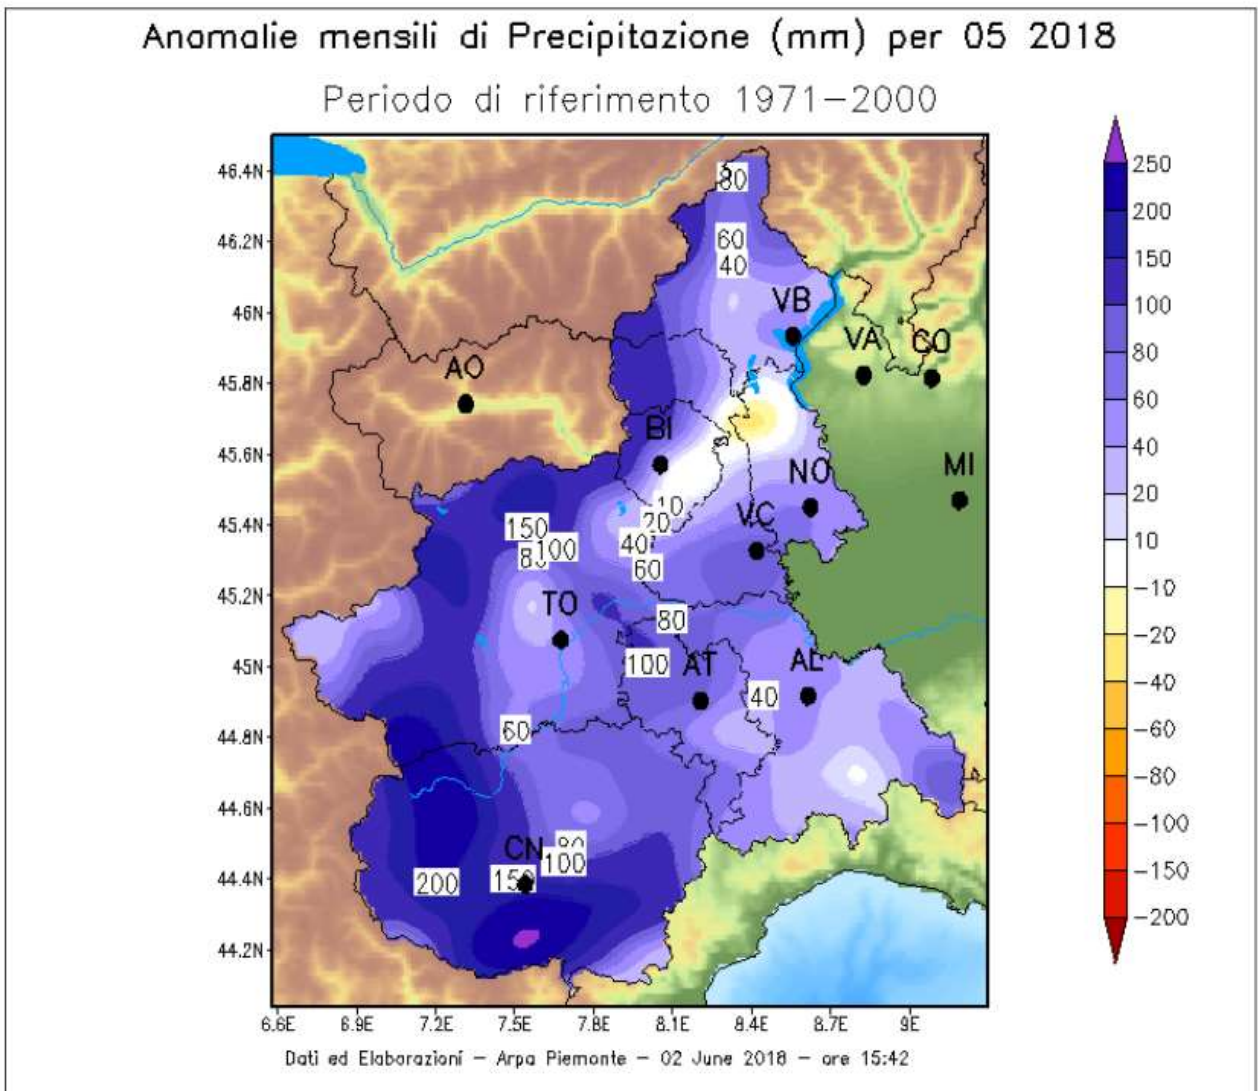 Anomalie mensili di Precipitazione (mm) per 05 2018
Periodo di riferimento 1971-2000
46.4N
46.2N
46N
45.8N
45.6N
45.4N
45.2N
45N
44.8N
44.6N
44.4N
44.2N
80
60
40
VB
VA
CO
AO
BI
MI
NO
10
20
VC
150
100
40
60
TO
80
100
AT
AL
40
60
CN
80
100
150
200
250
200
150
100
80
60
40
20
10
-10
-20
-40
-60
-80
-100
-150
-200
6.6E 6.9E 7.2E 7.5E 7.8E 8.1E 8.4E 8.7E 9E
Dati ed Elaborazioni - Arpa Piemonte - 02 June 2018 - ore 15:42